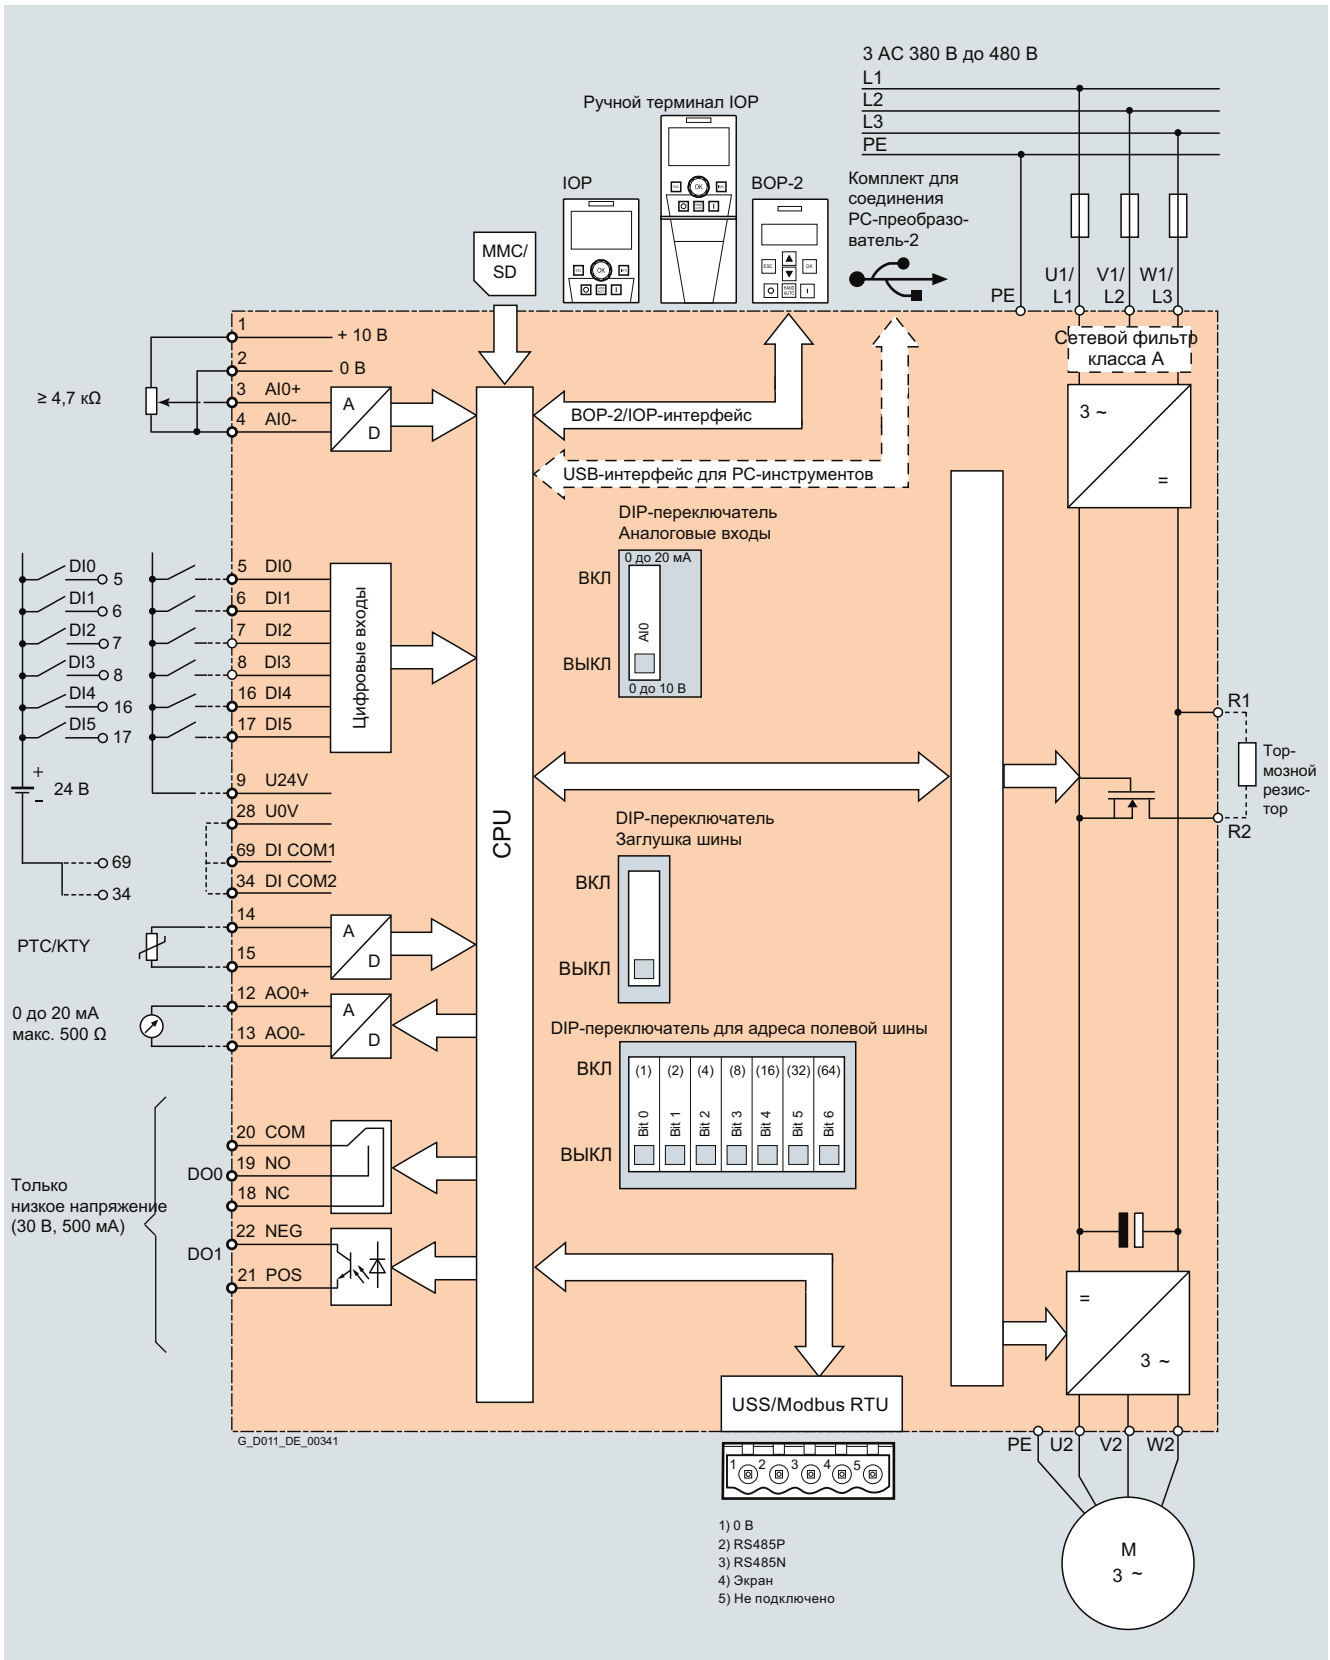 3 AC 380 В до 480 В
L1
L2
L3
PE
Ручной терминал IOP
IOP
BOP-2
Комплект для
соединения
PC-преобразо-
ватель-2
MMC/
SD
ESC
OK
HAND
AUTO
PE
U1/
L1
V1/
L2
W1/
L3
Сетевой фильтр
класса А
3 ~
=
1
+ 10 В
2
0 В
3 AI0+
4 AI0-
≥ 4,7 кΩ
A
D
BOP-2/IOP-интерфейс
USB-интерфейс для PC-инструментов
DIP-переключатель
Аналоговые входы
0 до 20 мА
ВКЛ
AI0
ВЫКЛ
0 до 10 В
DI0
5
DI1
6
DI2
7
DI3
8
DI4
16
DI5
17
5 DI0
6 DI1
7 DI2
8 DI3
16 DI4
17 DI5
Цифровые входы
+
-
24 В
69
34
9 U24V
28 U0V
69 DI COM1
34 DI COM2
CPU
R1
Тор-
мозной
резис-
тор
R2
DIP-переключатель
Заглушка шины
ВКЛ
ВЫКЛ
PTC/KTY
14
15
A
D
0 до 20 мА
макс. 500 Ω
12 AO0+
13 AO0-
A
D
DIP-переключатель для адреса полевой шины
ВКЛ
(1) (2) (4) (8) (16) (32) (64)
Bit 0 Bit 1 Bit 2 Bit 3 Bit 4 Bit 5 Bit 6
ВЫКЛ
Только
низкое напряжение
(30 В, 500 мА)
DO0
20 COM
19 NO
18 NC
DO1
22 NEG
21 POS
=
3 ~
USS/Modbus RTU
G_D011_DE_00341
1 2 3 4 5
PE U2 V2 W2
M
3 ~
1) 0 В
2) RS485P
3) RS485N
4) Экран
5) Не подключено